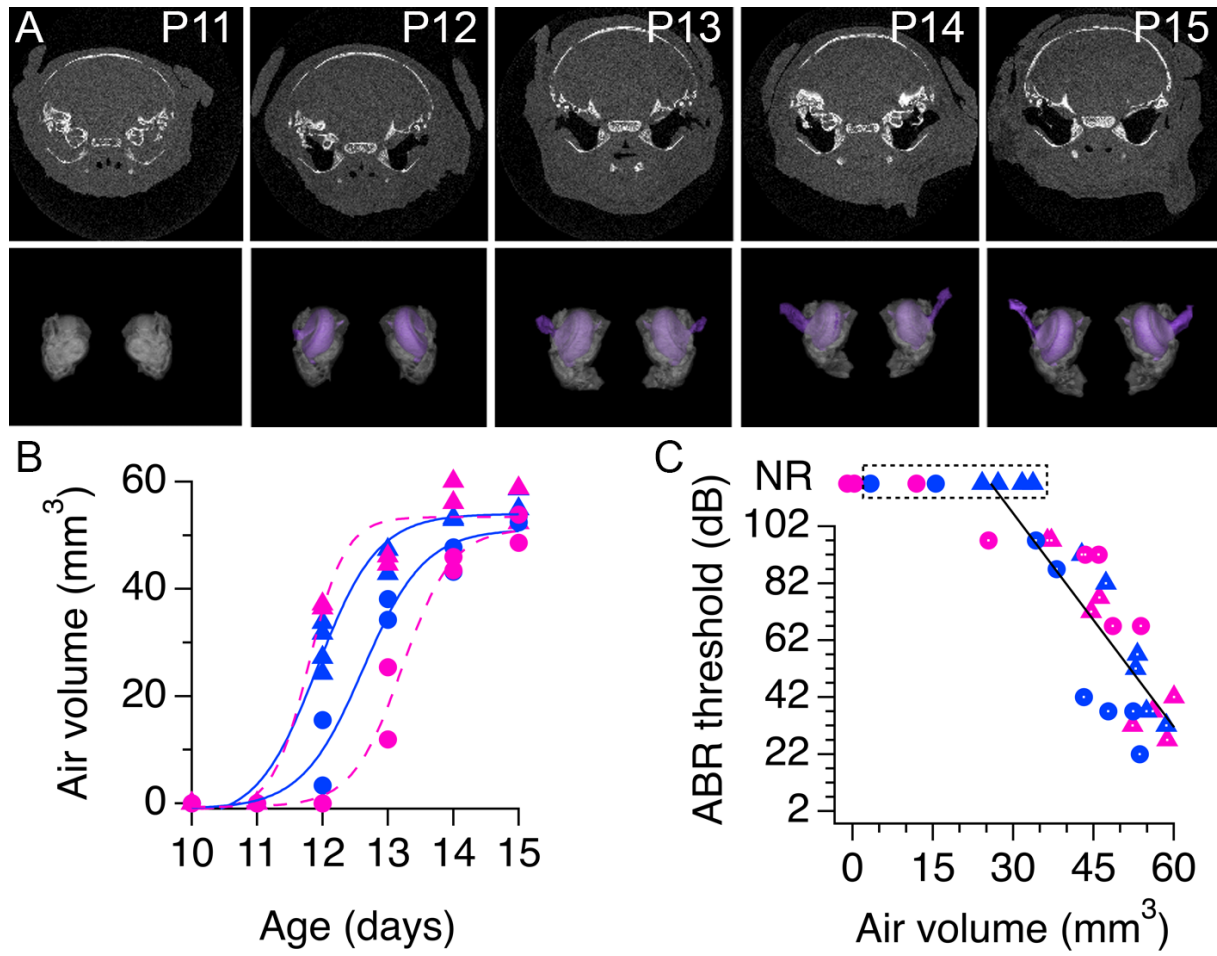 A P11 P12 P13 P14 P15
B
Air volume (mm³)
60
40
20
0
10 11 12 13 14 15
Age (days)
C
ABR threshold (dB)
NR
102
82
62
42
22
2
0 15 30 45 60
Air volume (mm³)